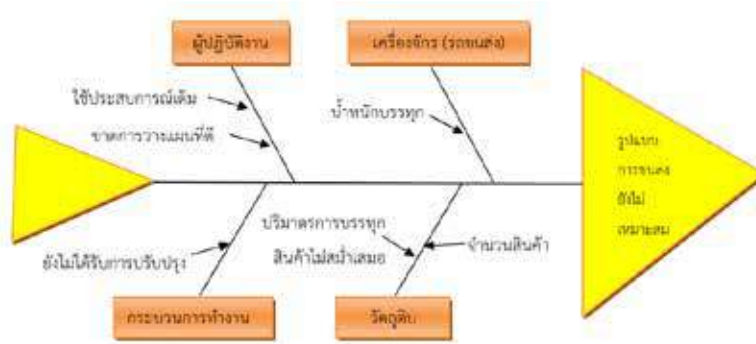 ผู้ปฏิบัติงาน
เครื่องจักร (รถขนส่ง)
ใช้ประสบการณ์เดิม
ขาดการวางแผนที่ดี
น้ำหนักบรรทุก
รูปแบบ
การขนส่ง
ยังไม่
เหมาะสม
ปริมาตรการบรรทุก
สินค้าไม่สม่ำเสมอ
จำนวนสินค้า
ยังไม่ได้รับการปรับปรุง
กระบวนการทำงาน
วัตถุดิบ